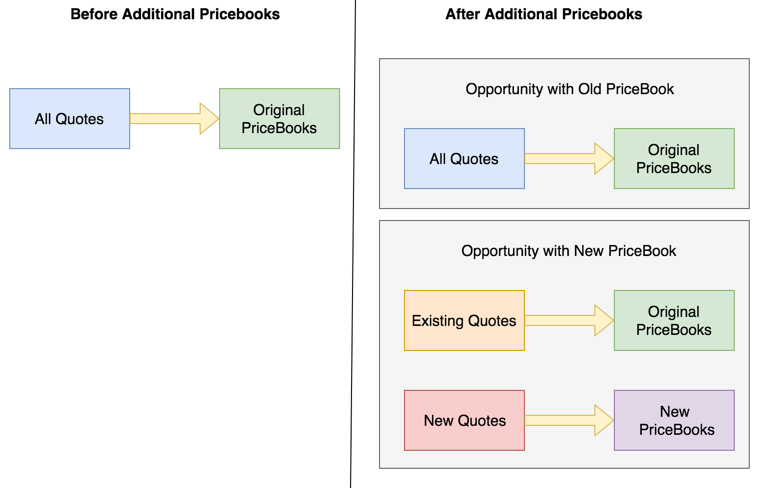 Before Additional Pricebooks
All Quotes
Original
PriceBooks
After Additional Pricebooks
Opportunity with Old PriceBook
All Quotes
Original
PriceBooks
Opportunity with New PriceBook
Existing Quotes
Original
PriceBooks
New Quotes
New
PriceBooks